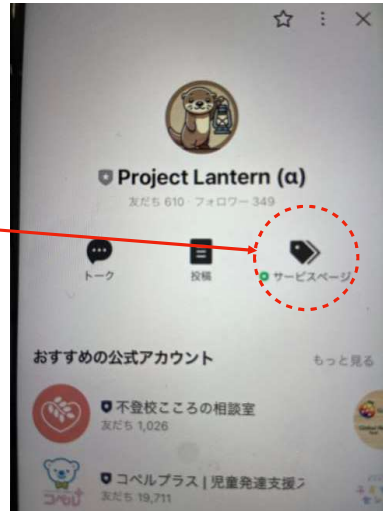 Project Lantern (α)
友だち 610・フォロワー 349
トーク
投稿
サービスページ
おすすめの公式アカウント
もっと見る
不登校こころの相談室
友だち 1,026
コペルプラス | 児童発達支援
友だち 19,711